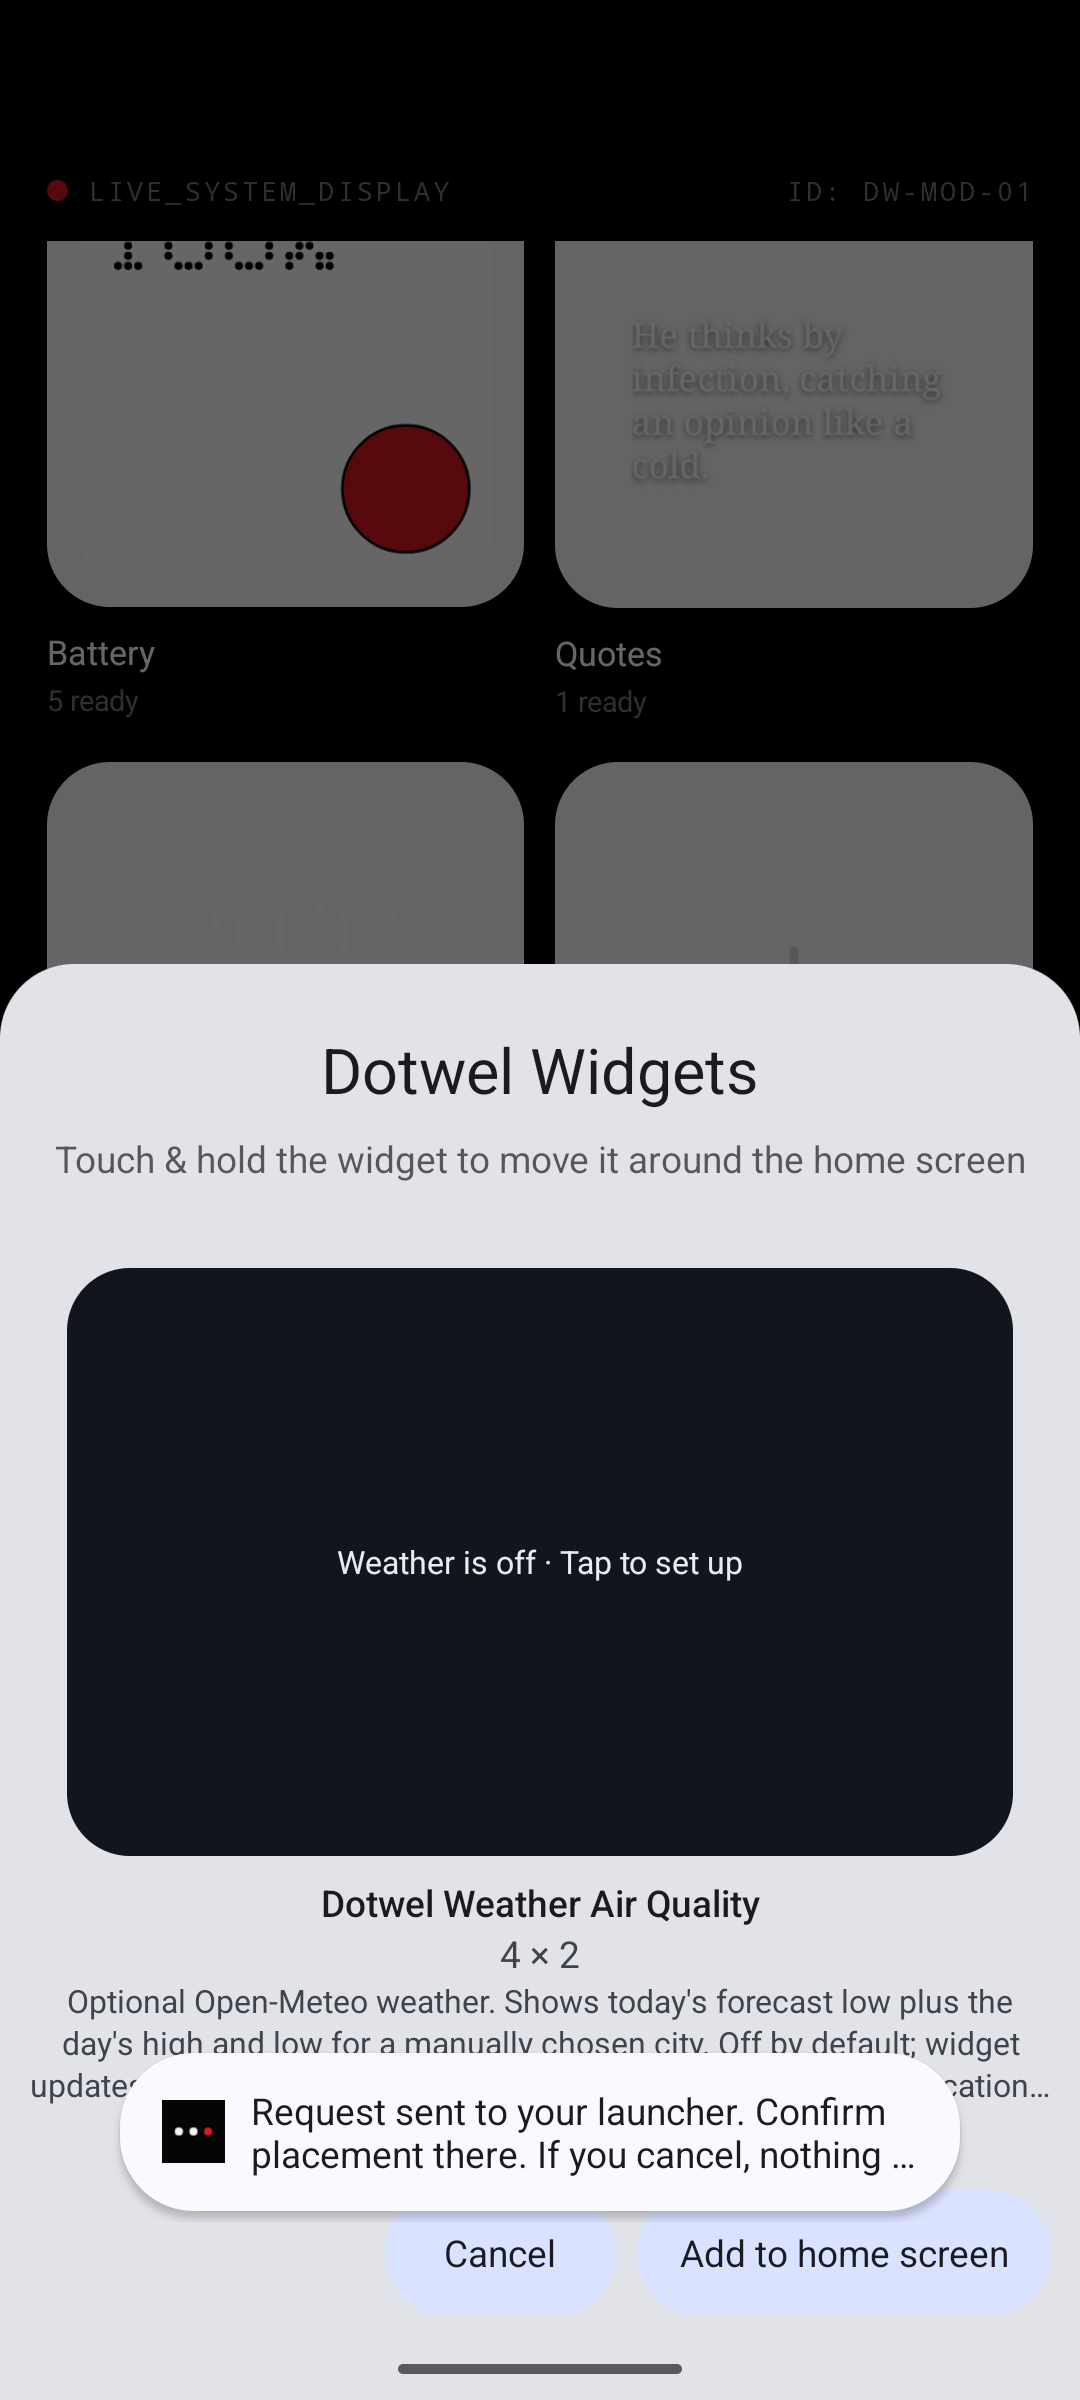 LIVE_SYSTEM_DISPLAY
ID: DW-MOD-01
He thinks by
infection, catching
an opinion like a
cold.
Battery
5 ready
Quotes
1 ready
20°C
Dotwel Widgets
Touch & hold the widget to move it around the home screen
Weather is off · Tap to set up
Dotwel Weather Air Quality
4 × 2
Optional Open-Meteo weather. Shows today's forecast low plus the
day's high and low for a manually chosen city. Off by default; widget
Request sent to your launcher. Confirm
placement there. If you cancel, nothing …
Cancel
Add to home screen